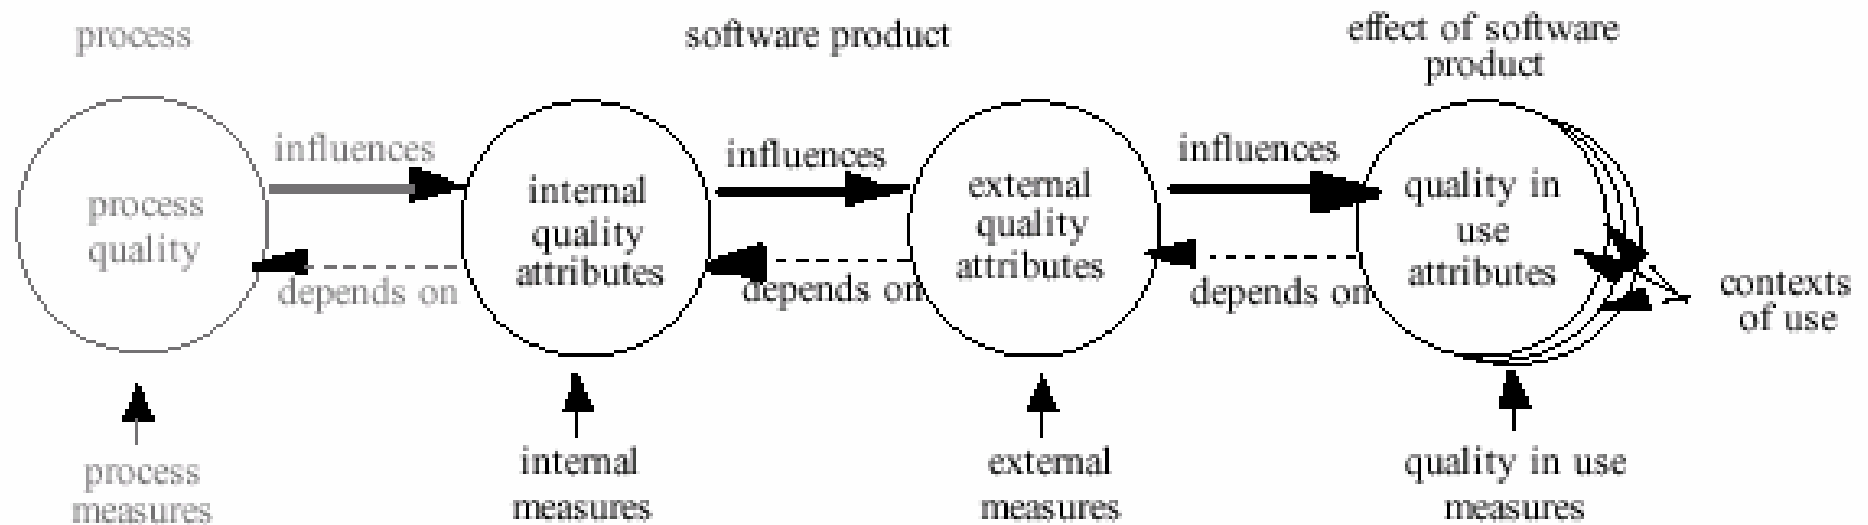 process
software product
effect of software
product
influences
influences
influences
process
quality
internal
quality
attributes
external
quality
attributes
quality in
use
attributes
depends on
depends on
depends on
contexts
of use
process
measures
internal
measures
external
measures
quality in use
measures